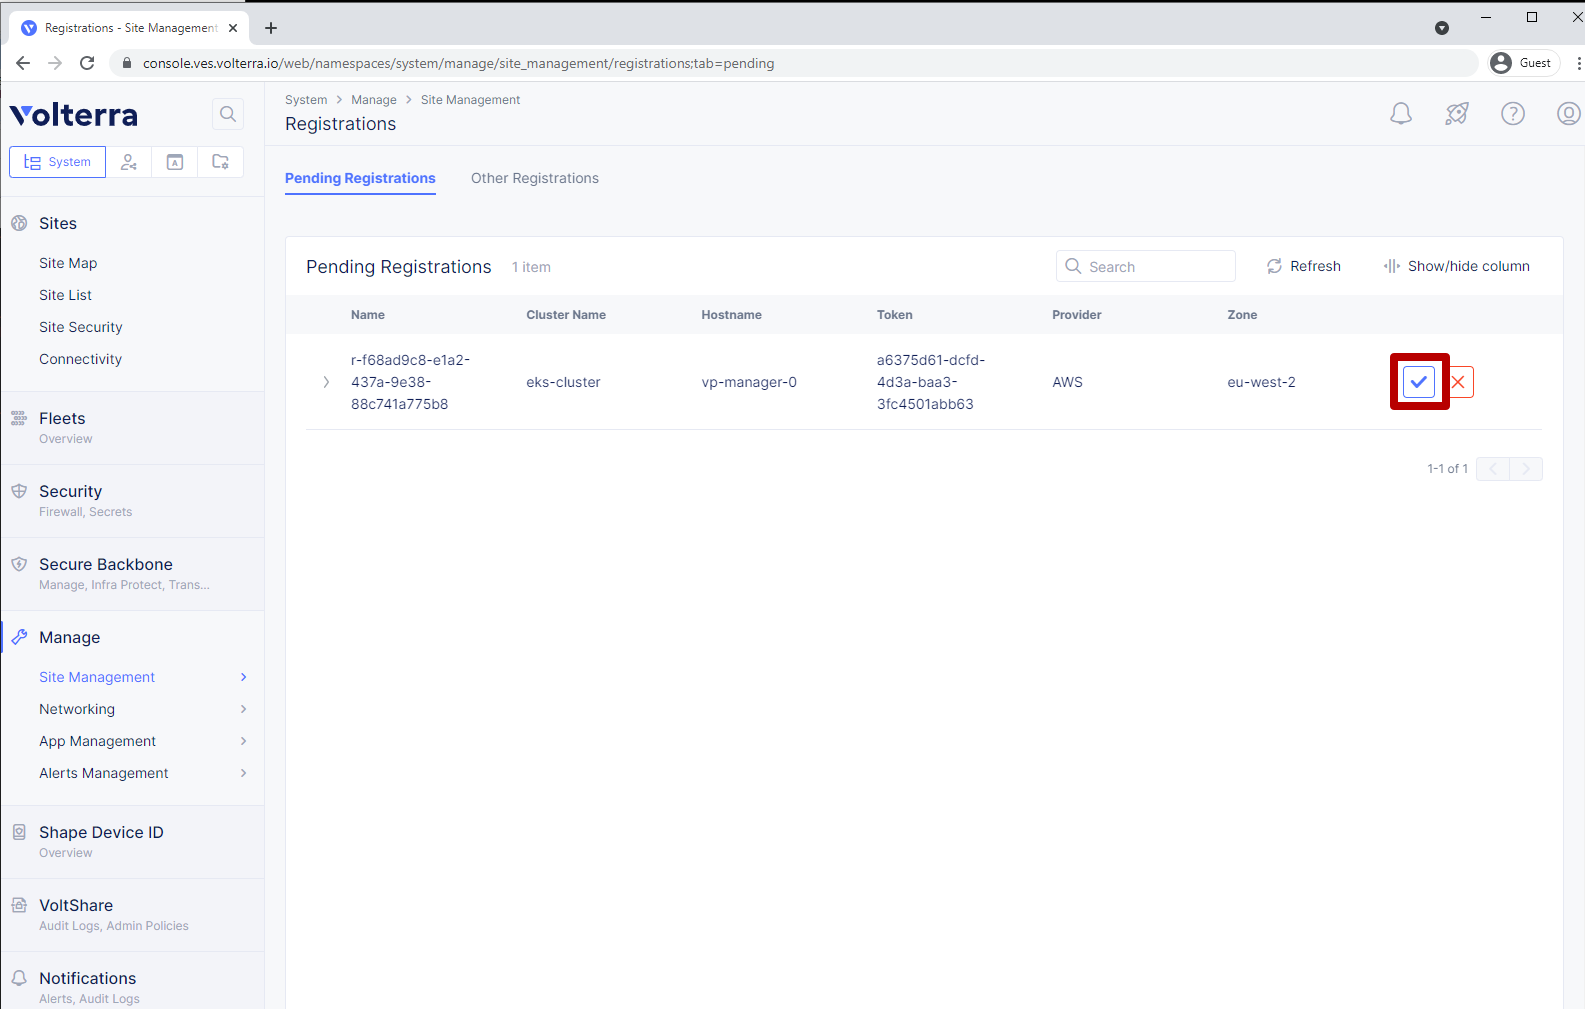 Registrations - Site Management
console.ves.volterra.io/web/namespaces/system/manage/site_management/registrations;tab=pending
Guest
Volterra
System
A
System > Manage > Site Management
Registrations
Pending Registrations
Other Registrations
Sites
Site Map
Site List
Site Security
Connectivity
Fleets
Overview
Security
Firewall, Secrets
Secure Backbone
Manage, Infra Protect, Trans...
Manage
Site Management
Networking
App Management
Alerts Management
Shape Device ID
Overview
VoltShare
Audit Logs, Admin Policies
Notifications
Alerts, Audit Logs
Pending Registrations 1 item
Search
Refresh
Show/hide column
Name Cluster Name Hostname Token Provider Zone
r-f68ad9c8-e1a2-
437a-9e38-
88c741a775b8
eks-cluster
vp-manager-0
a6375d61-dcfd-
4d3a-baa3-
3fc4501abb63
AWS
eu-west-2
1-1 of 1